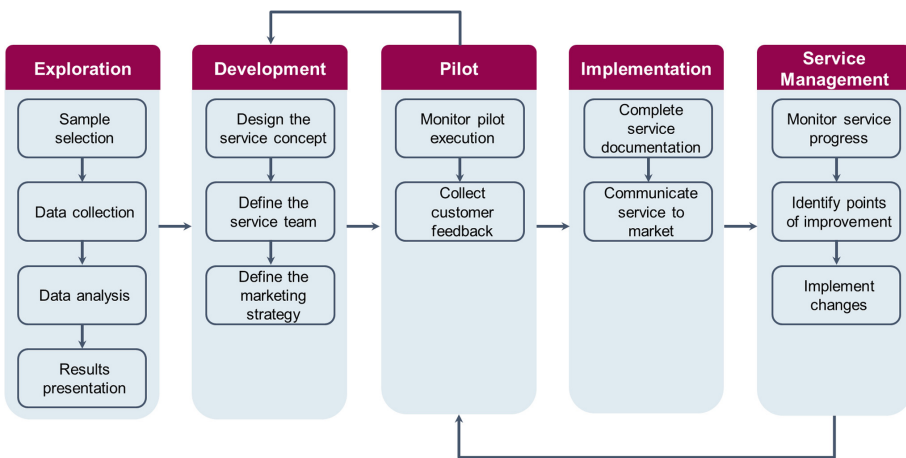 Exploration
Sample
selection
Data collection
Data analysis
Results
presentation
Development
Design the
service concept
Define the
service team
Define the
marketing
strategy
Pilot
Monitor pilot
execution
Collect
customer
feedback
Implementation
Complete
service
documentation
Communicate
service to
market
Service
Management
Monitor service
progress
Identify points
of improvement
Implement
changes